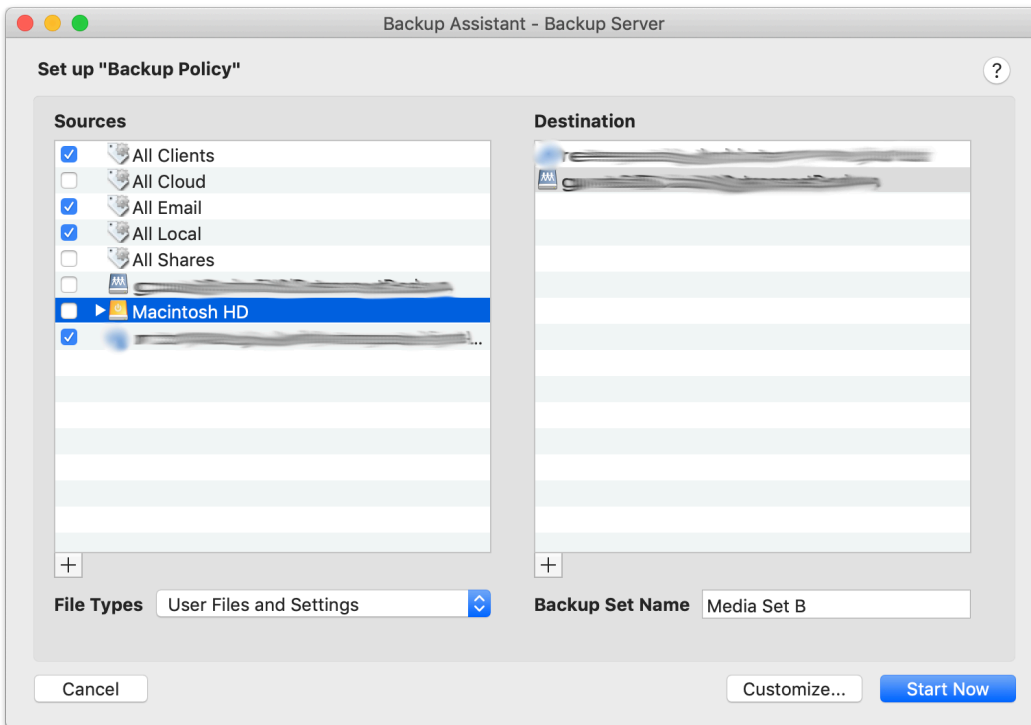 Backup Assistant - Backup Server
Set up "Backup Policy"
?
Sources
All Clients
All Cloud
All Email
All Local
All Shares
Macintosh HD
...
+
File Types
User Files and Settings
Destination
+
Backup Set Name
Media Set B
Cancel
Customize...
Start Now